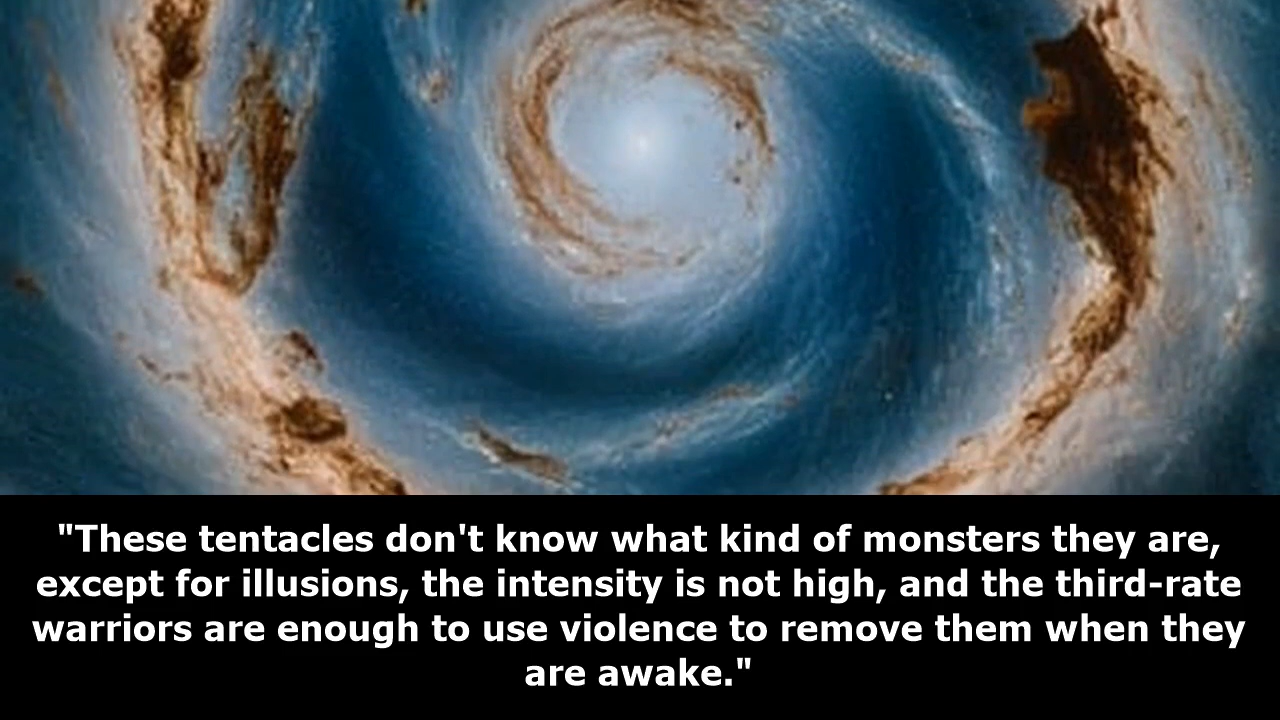 "These tentacles don't know what kind of monsters they are,
except for illusions, the intensity is not high, and the third-rate
warriors are enough to use violence to remove them when they
are awake."